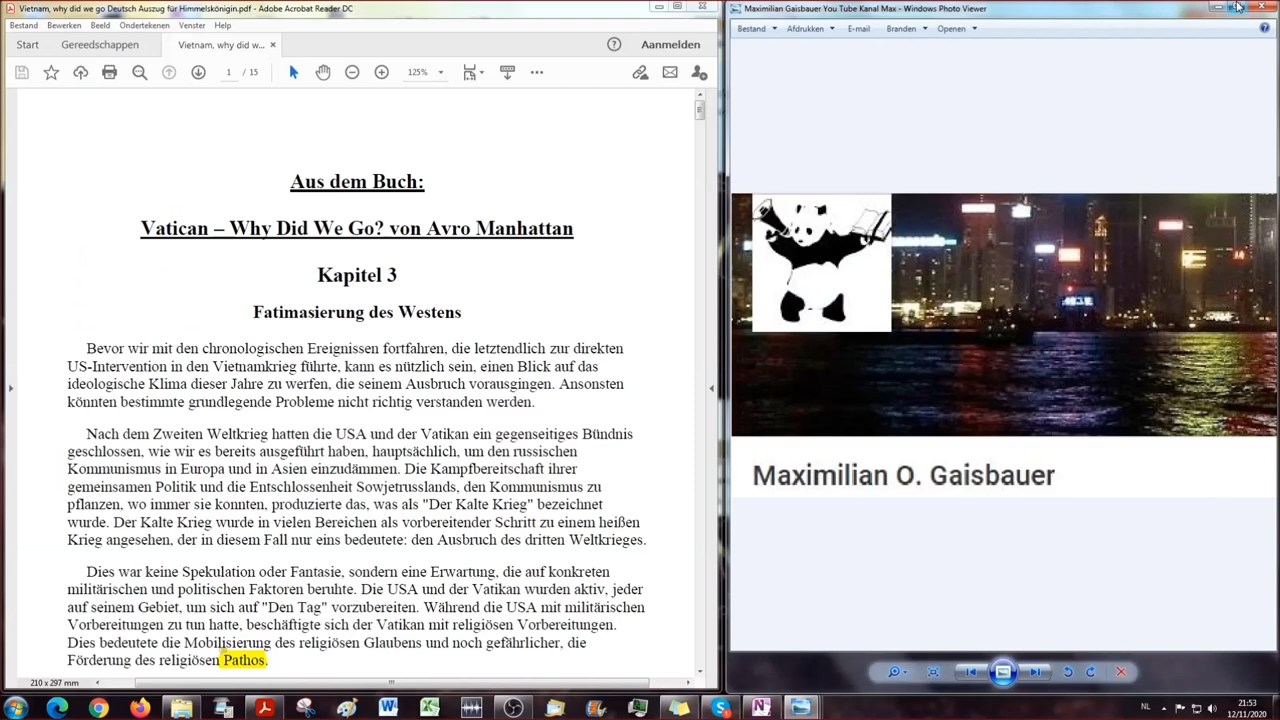 Vietnam, why did we go Deutsch Auszug für Himmelskönigin.pdf - Adobe Acrobat Reader DC
Bestand Bewerken Beeld Ondertekenen Venster Help
Start Gereedschappen Vietnam, why did w... × Aanmelden
1 / 15 125%
Aus dem Buch:
Vatican – Why Did We Go? von Avro Manhattan
Kapitel 3
Fatimasierung des Westens
Bevor wir mit den chronologischen Ereignissen fortfahren, die letztendlich zur direkten
US-Intervention in den Vietnamkrieg führte, kann es nützlich sein, einen Blick auf das
ideologische Klima dieser Jahre zu werfen, die seinem Ausbruch vorausgingen. Ansonsten
könnten bestimmte grundlegende Probleme nicht richtig verstanden werden.
Nach dem Zweiten Weltkrieg hatten die USA und der Vatikan ein gegenseitiges Bündnis
geschlossen, wie wir es bereits ausgeführt haben, hauptsächlich, um den russischen
Kommunismus in Europa und in Asien einzudämmen. Die Kampfbereitschaft ihrer
gemeinsamen Politik und die Entschlossenheit Sowjetrusslands, den Kommunismus zu
pflanzen, wo immer sie konnten, produzierte das, was als "Der Kalte Krieg" bezeichnet
wurde. Der Kalte Krieg wurde in vielen Bereichen als vorbereitender Schritt zu einem heißen
Krieg angesehen, der in diesem Fall nur eins bedeutete: den Ausbruch des dritten Weltkrieges.
Dies war keine Spekulation oder Fantasie, sondern eine Erwartung, die auf konkreten
militärischen und politischen Faktoren beruhte. Die USA und der Vatikan wurden aktiv, jeder
auf seinem Gebiet, um sich auf "Den Tag" vorzubereiten. Während die USA mit militärischen
Vorbereitungen zu tun hatte, beschäftigte sich der Vatikan mit religiösen Vorbereitungen.
Dies bedeutete die Mobilisierung des religiösen Glaubens und noch gefährlicher, die
Förderung des religiösen Pathos.
210 x 297 mm
Maximilian Gaisbauer You Tube Kanal Max - Windows Photo Viewer
Bestand Afdrukken E-mail Branden Openen
Maximilian O. Gaisbauer
NL 21:53
12/11/2020